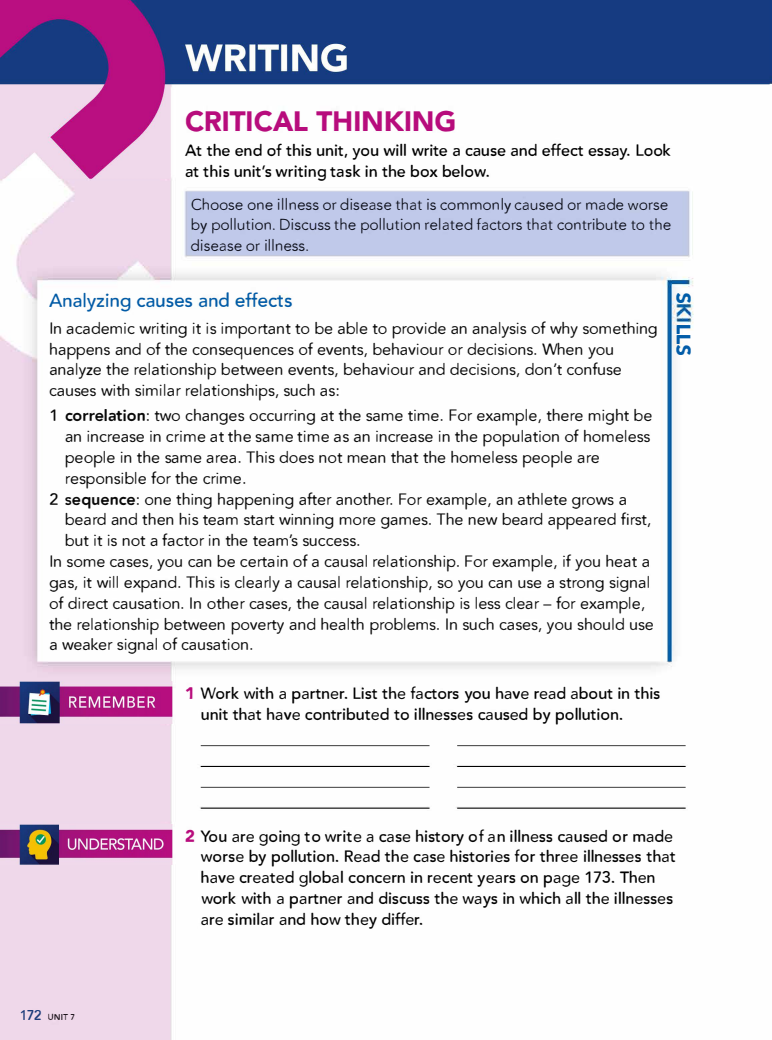 WRITING
CRITICAL THINKING
At the end of this unit, you will write a cause and effect essay. Look
at this unit's writing task in the box below.
Choose one illness or disease that is commonly caused or made worse
by pollution. Discuss the pollution related factors that contribute to the
disease or illness.
SKILLS
Analyzing causes and effects
In academic writing it is important to be able to provide an analysis of why something
happens and of the consequences of events, behaviour or decisions. When you
analyze the relationship between events, behaviour and decisions, don't confuse
causes with similar relationships, such as:
1 correlation: two changes occurring at the same time. For example, there might be
an increase in crime at the same time as an increase in the population of homeless
people in the same area. This does not mean that the homeless people are
responsible for the crime.
2 sequence: one thing happening after another. For example, an athlete grows a
beard and then his team start winning more games. The new beard appeared first,
but it is not a factor in the team's success.
In some cases, you can be certain of a causal relationship. For example, if you heat a
gas, it will expand. This is clearly a causal relationship, so you can use a strong signal
of direct causation. In other cases, the causal relationship is less clear – for example,
the relationship between poverty and health problems. In such cases, you should use
a weaker signal of causation.
REMEMBER
1 Work with a partner. List the factors you have read about in this
unit that have contributed to illnesses caused by pollution.
UNDERSTAND
2 You are going to write a case history of an illness caused or made
worse by pollution. Read the case histories for three illnesses that
have created global concern in recent years on page 173. Then
work with a partner and discuss the ways in which all the illnesses
are similar and how they differ.
172 UNIT 7